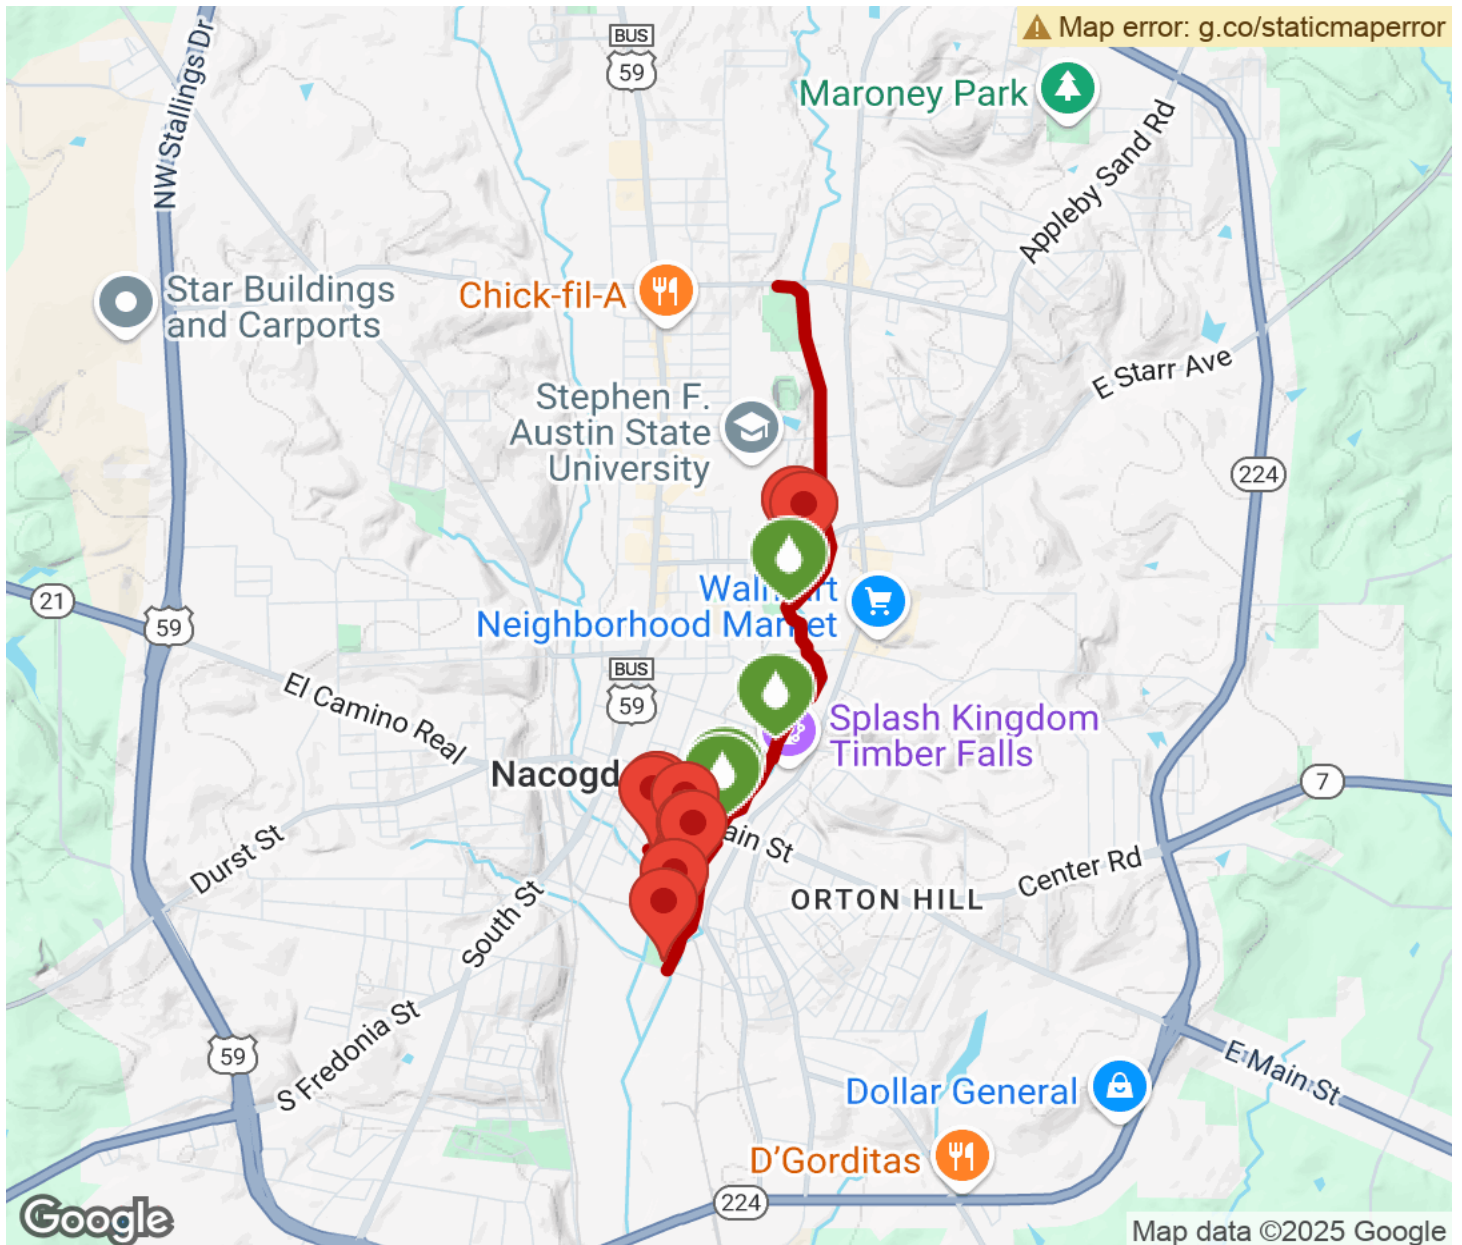 Map error: g.co/staticmaperror
BUS
59
Maroney Park
NW Stallings Dr
Appleby Sand Rd
Star Buildings
and Carports
Chick-fil-A
E Starr Ave
Stephen F.
Austin State
University
224
21
59
Neighborhood Market
BUS
59
El Camino Real
Splash Kingdom
Timber Falls
Nacogd
7
Durst St
ain St
Center Rd
ORTON HILL
South St
S Fredonia St
59
E Main St
Dollar General
D'Gorditas
224
Google
Map data ©2025 Google